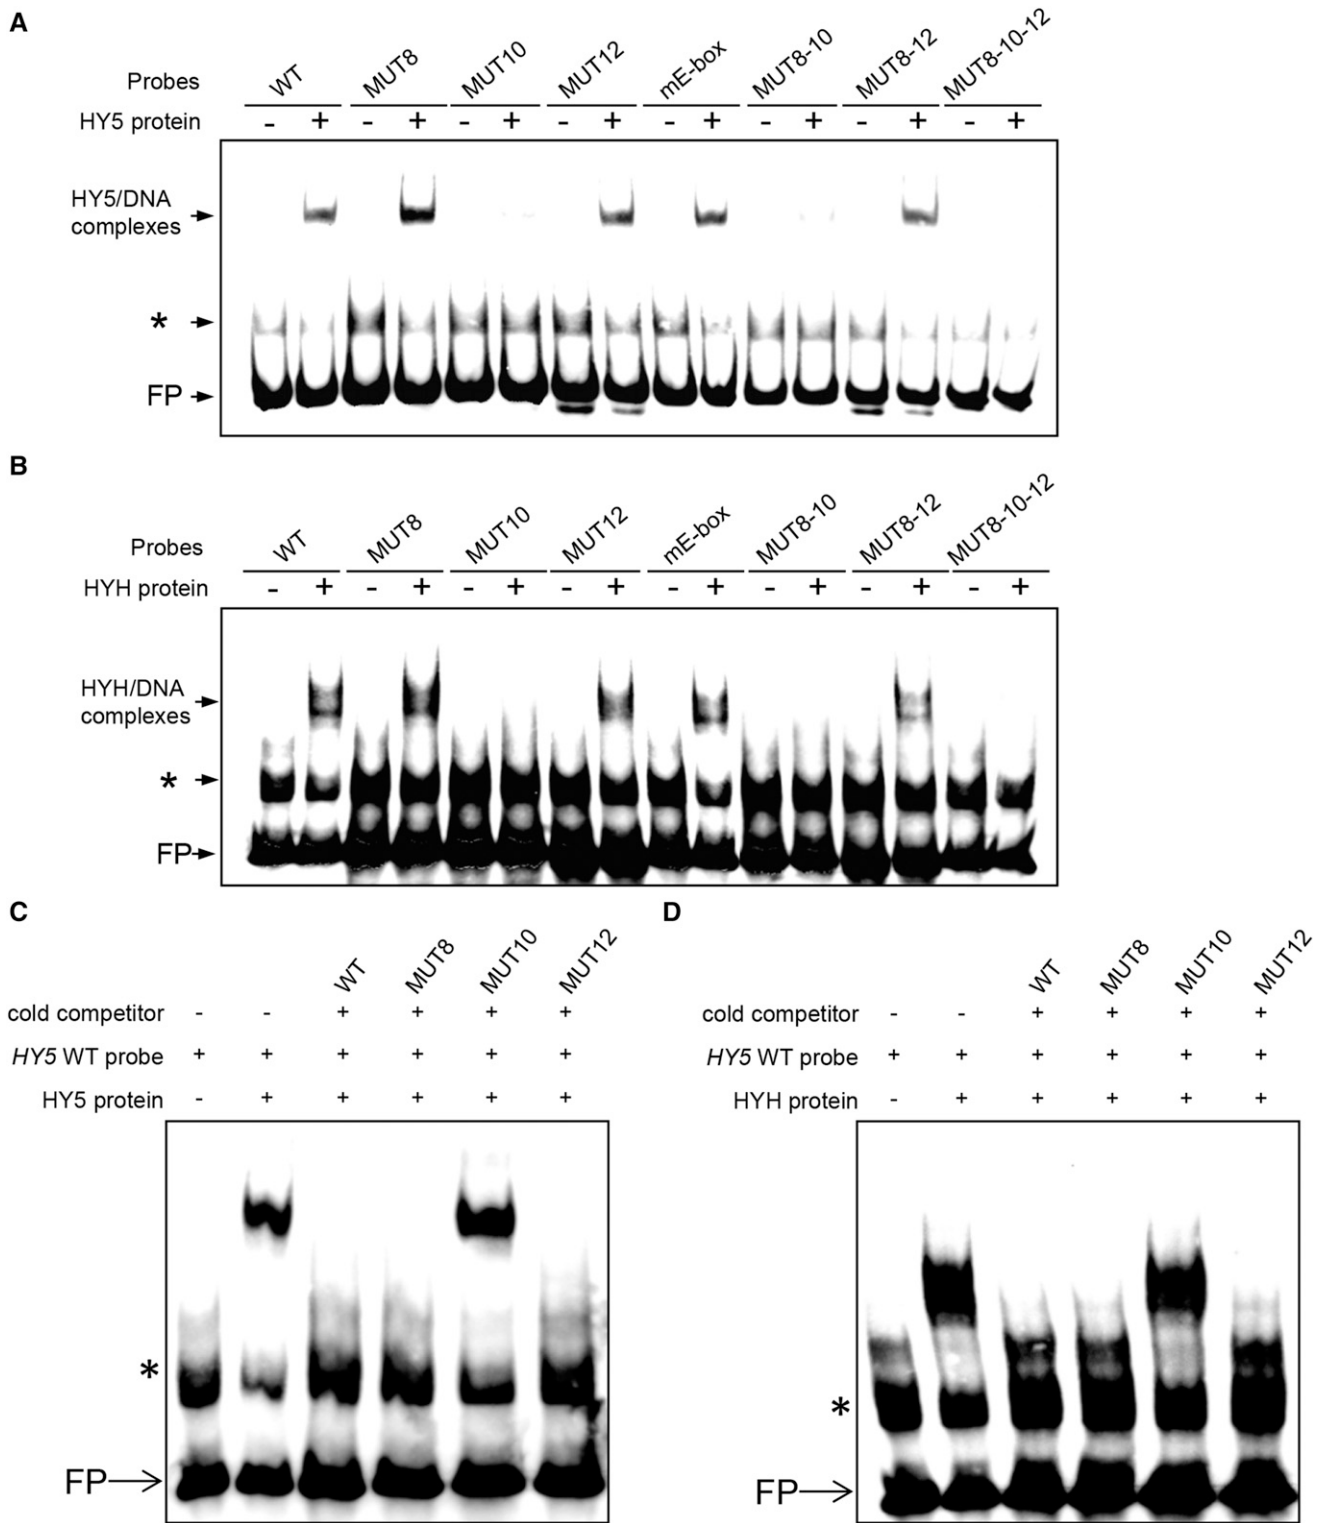 A
Probes WT MUT8 MUT10 MUT12 mE-box MUT8-10 MUT8-12 MUT8-10-12
HY5 protein - + - + - + - + - + - + - + - +
HY5/DNA
complexes
*
FP
B
Probes WT MUT8 MUT10 MUT12 mE-box MUT8-10 MUT8-12 MUT8-10-12
HYH protein - + - + - + - + - + - + - + - +
HYH/DNA
complexes
*
FP
C
WT MUT8 MUT10 MUT12
cold competitor - - + + + +
HY5 WT probe + + + + + +
HY5 protein - + + + + +
*
FP
D
WT MUT8 MUT10 MUT12
cold competitor - - + + + +
HY5 WT probe + + + + + +
HYH protein - + + + + +
*
FP